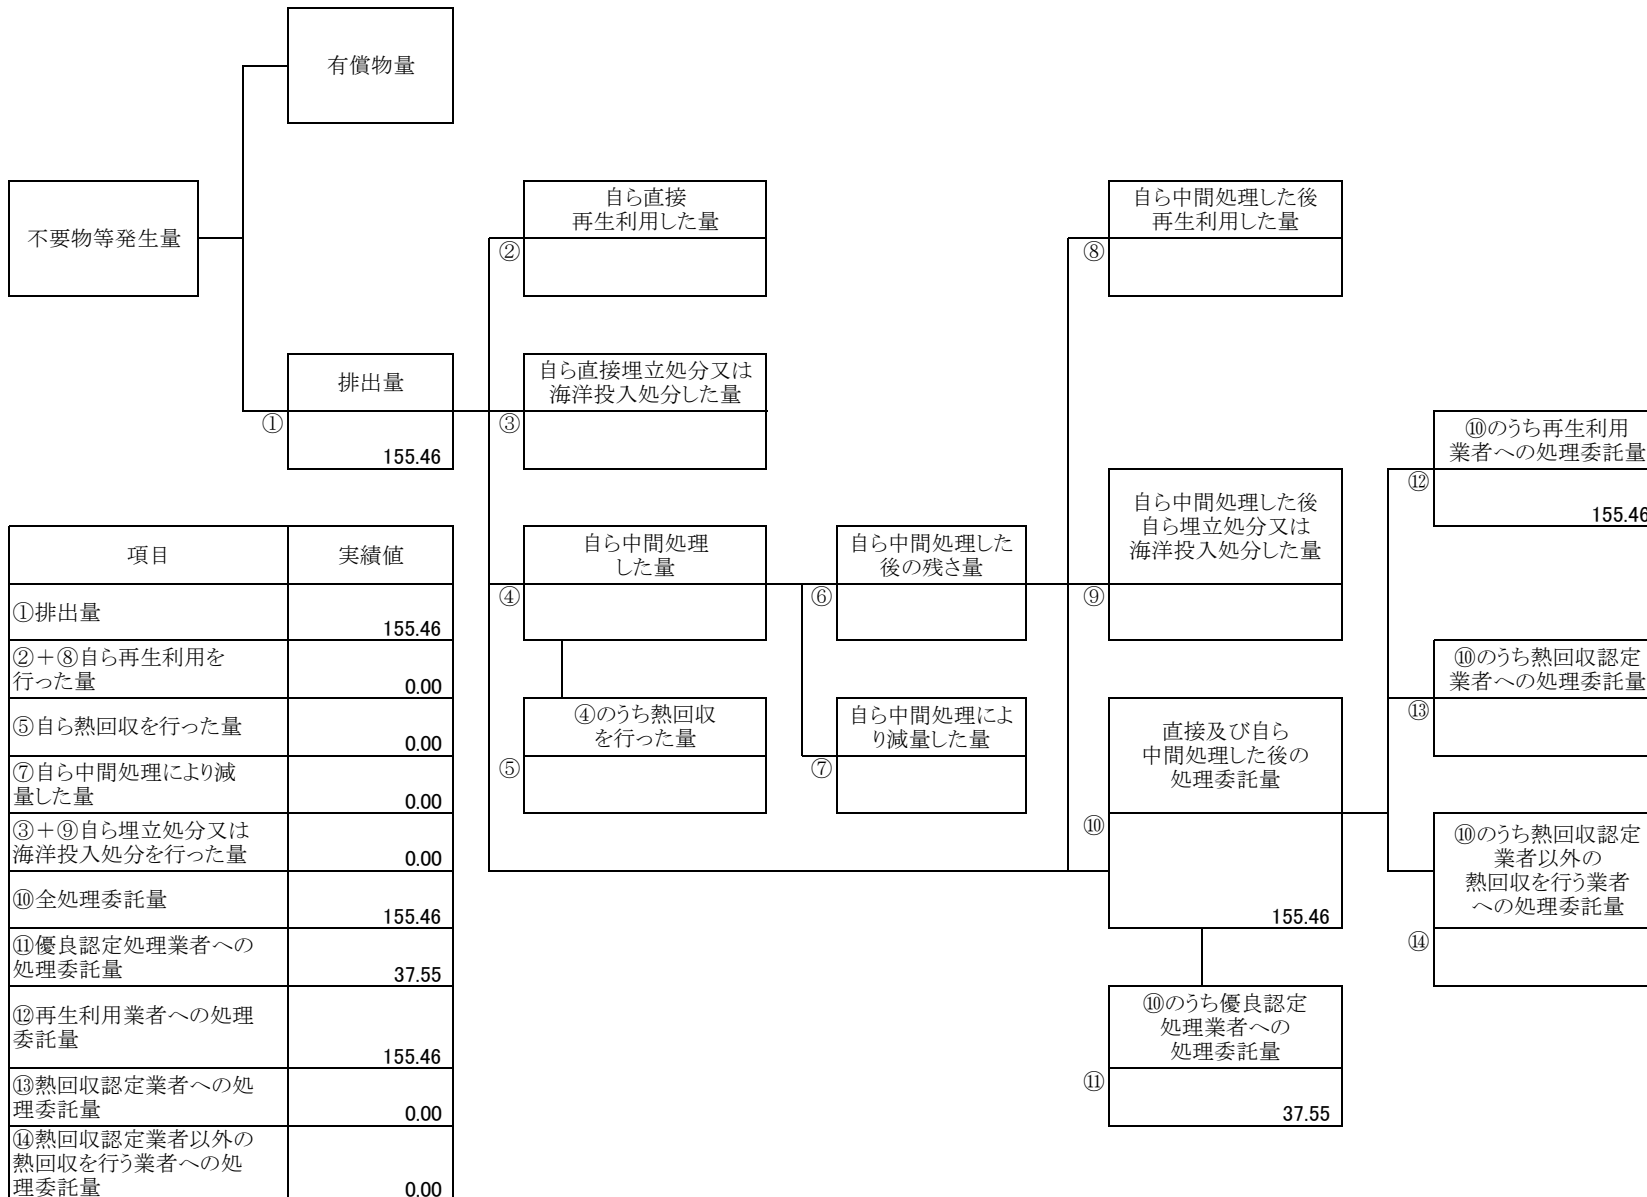 有償物量
不要物等発生量
自ら直接
再生利用した量
②
自ら中間処理した後
再生利用した量
⑧
排出量
①
155.46
自ら直接埋立処分又は
海洋投入処分した量
③
⑩のうち再生利用
業者への処理委託量
⑫
155.46
自ら中間処理
した量
④
自ら中間処理した
後の残さ量
⑥
自ら中間処理した後
自ら埋立処分又は
海洋投入処分した量
⑨
⑩のうち熱回収認定
業者への処理委託量
⑬
④のうち熱回収
を行った量
⑤
自ら中間処理によ
り減量した量
⑦
直接及び自ら
中間処理した後の
処理委託量
⑩
155.46
⑩のうち熱回収認定
業者以外の
熱回収を行う業者
への処理委託量
⑭
⑩のうち優良認定
処理業者への
処理委託量
⑪
37.55
項目 実績値
①排出量 155.46
②＋⑧自ら再生利用を
行った量 0.00
⑤自ら熱回収を行った量 0.00
⑦自ら中間処理により減
量した量 0.00
③＋⑨自ら埋立処分又は
海洋投入処分を行った量 0.00
⑩全処理委託量 155.46
⑪優良認定処理業者への
処理委託量 37.55
⑫再生利用業者への処理
委託量 155.46
⑬熱回収認定業者への処
理委託量 0.00
⑭熱回収認定業者以外の
熱回収を行う業者への処
理委託量 0.00